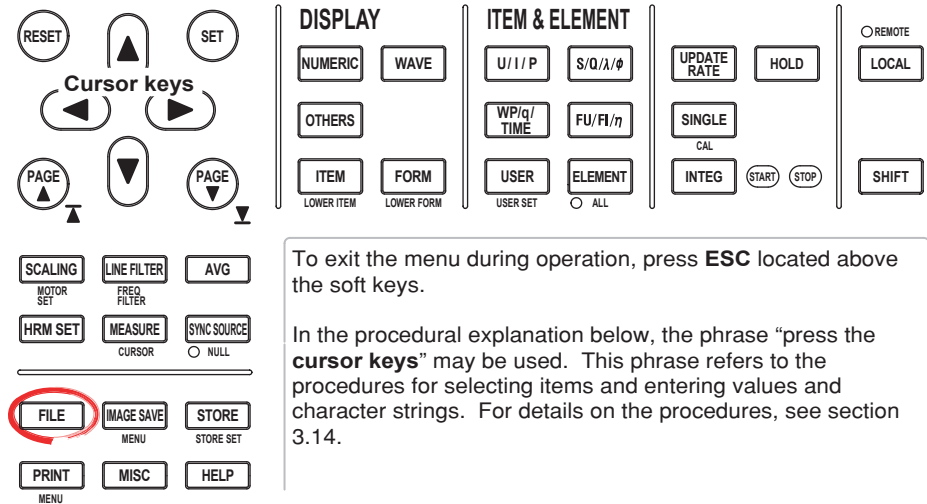 RESET
SET
Cursor keys
PAGE
PAGE
DISPLAY
NUMERIC WAVE
OTHERS
ITEM FORM
LOWER ITEM LOWER FORM
ITEM & ELEMENT
U / I / P S/Q/λ/ϕ
WP/q/
TIME
FU/FI/η
USER ELEMENT
USER SET ALL
UPDATE
RATE
HOLD
SINGLE
CAL
INTEG START STOP
REMOTE
LOCAL
SHIFT
SCALING LINE FILTER AVG
MOTOR
SET
FREQ
FILTER
HRM SET MEASURE SYNC SOURCE
CURSOR NULL
FILE IMAGE SAVE STORE
MENU STORE SET
PRINT MISC HELP
MENU
To exit the menu during operation, press ESC located above
the soft keys.
In the procedural explanation below, the phrase “press the
cursor keys” may be used. This phrase refers to the
procedures for selecting items and entering values and
character strings. For details on the procedures, see section
3.14.